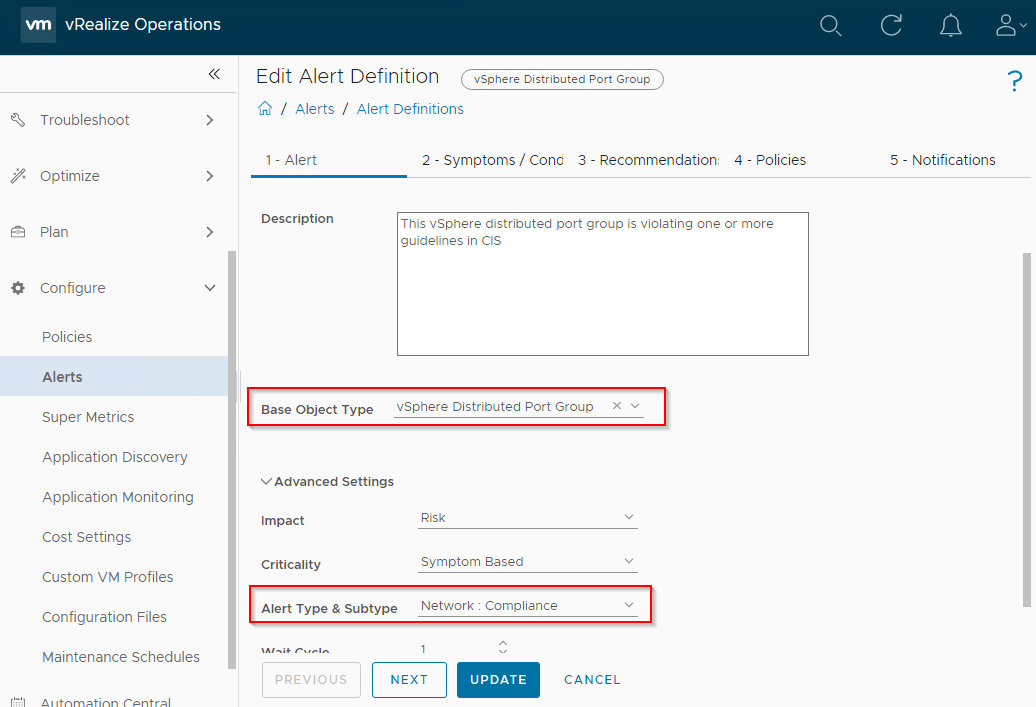 vm vRealize Operations
Edit Alert Definition vSphere Distributed Port Group
?
/ Alerts / Alert Definitions
1 - Alert 2 - Symptoms / Cond 3 - Recommendations 4 - Policies 5 - Notifications
Troubleshoot
Optimize
Plan
Configure
Policies
Alerts
Super Metrics
Application Discovery
Application Monitoring
Cost Settings
Custom VM Profiles
Configuration Files
Maintenance Schedules
Automation Central
Description
This vSphere distributed port group is violating one or more
guidelines in CIS
Base Object Type vSphere Distributed Port Group
Advanced Settings
Impact Risk
Criticality Symptom Based
Alert Type & Subtype Network : Compliance
Wait Cycle 1
PREVIOUS NEXT UPDATE CANCEL